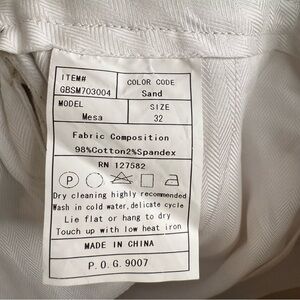 ITEM# COLOR CODE
GBSM703004 Sand
MODEL SIZE
Mesa 32
Fabric Composition
98%Cotton2%Spandex
RN 127582
P
Dry cleaning highly recommended
Wash in cold water, delicate cycle
Lie flat or hang to dry
Touch up with low heat iron
MADE IN CHINA
P.O.G.9007